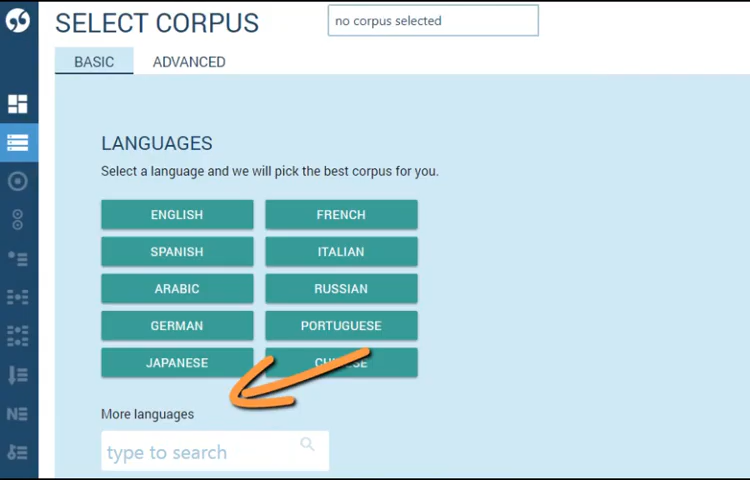 SELECT CORPUS
no corpus selected
BASIC ADVANCED
LANGUAGES
Select a language and we will pick the best corpus for you.
ENGLISH FRENCH
SPANISH ITALIAN
ARABIC RUSSIAN
GERMAN PORTUGUESE
JAPANESE
More languages
type to search